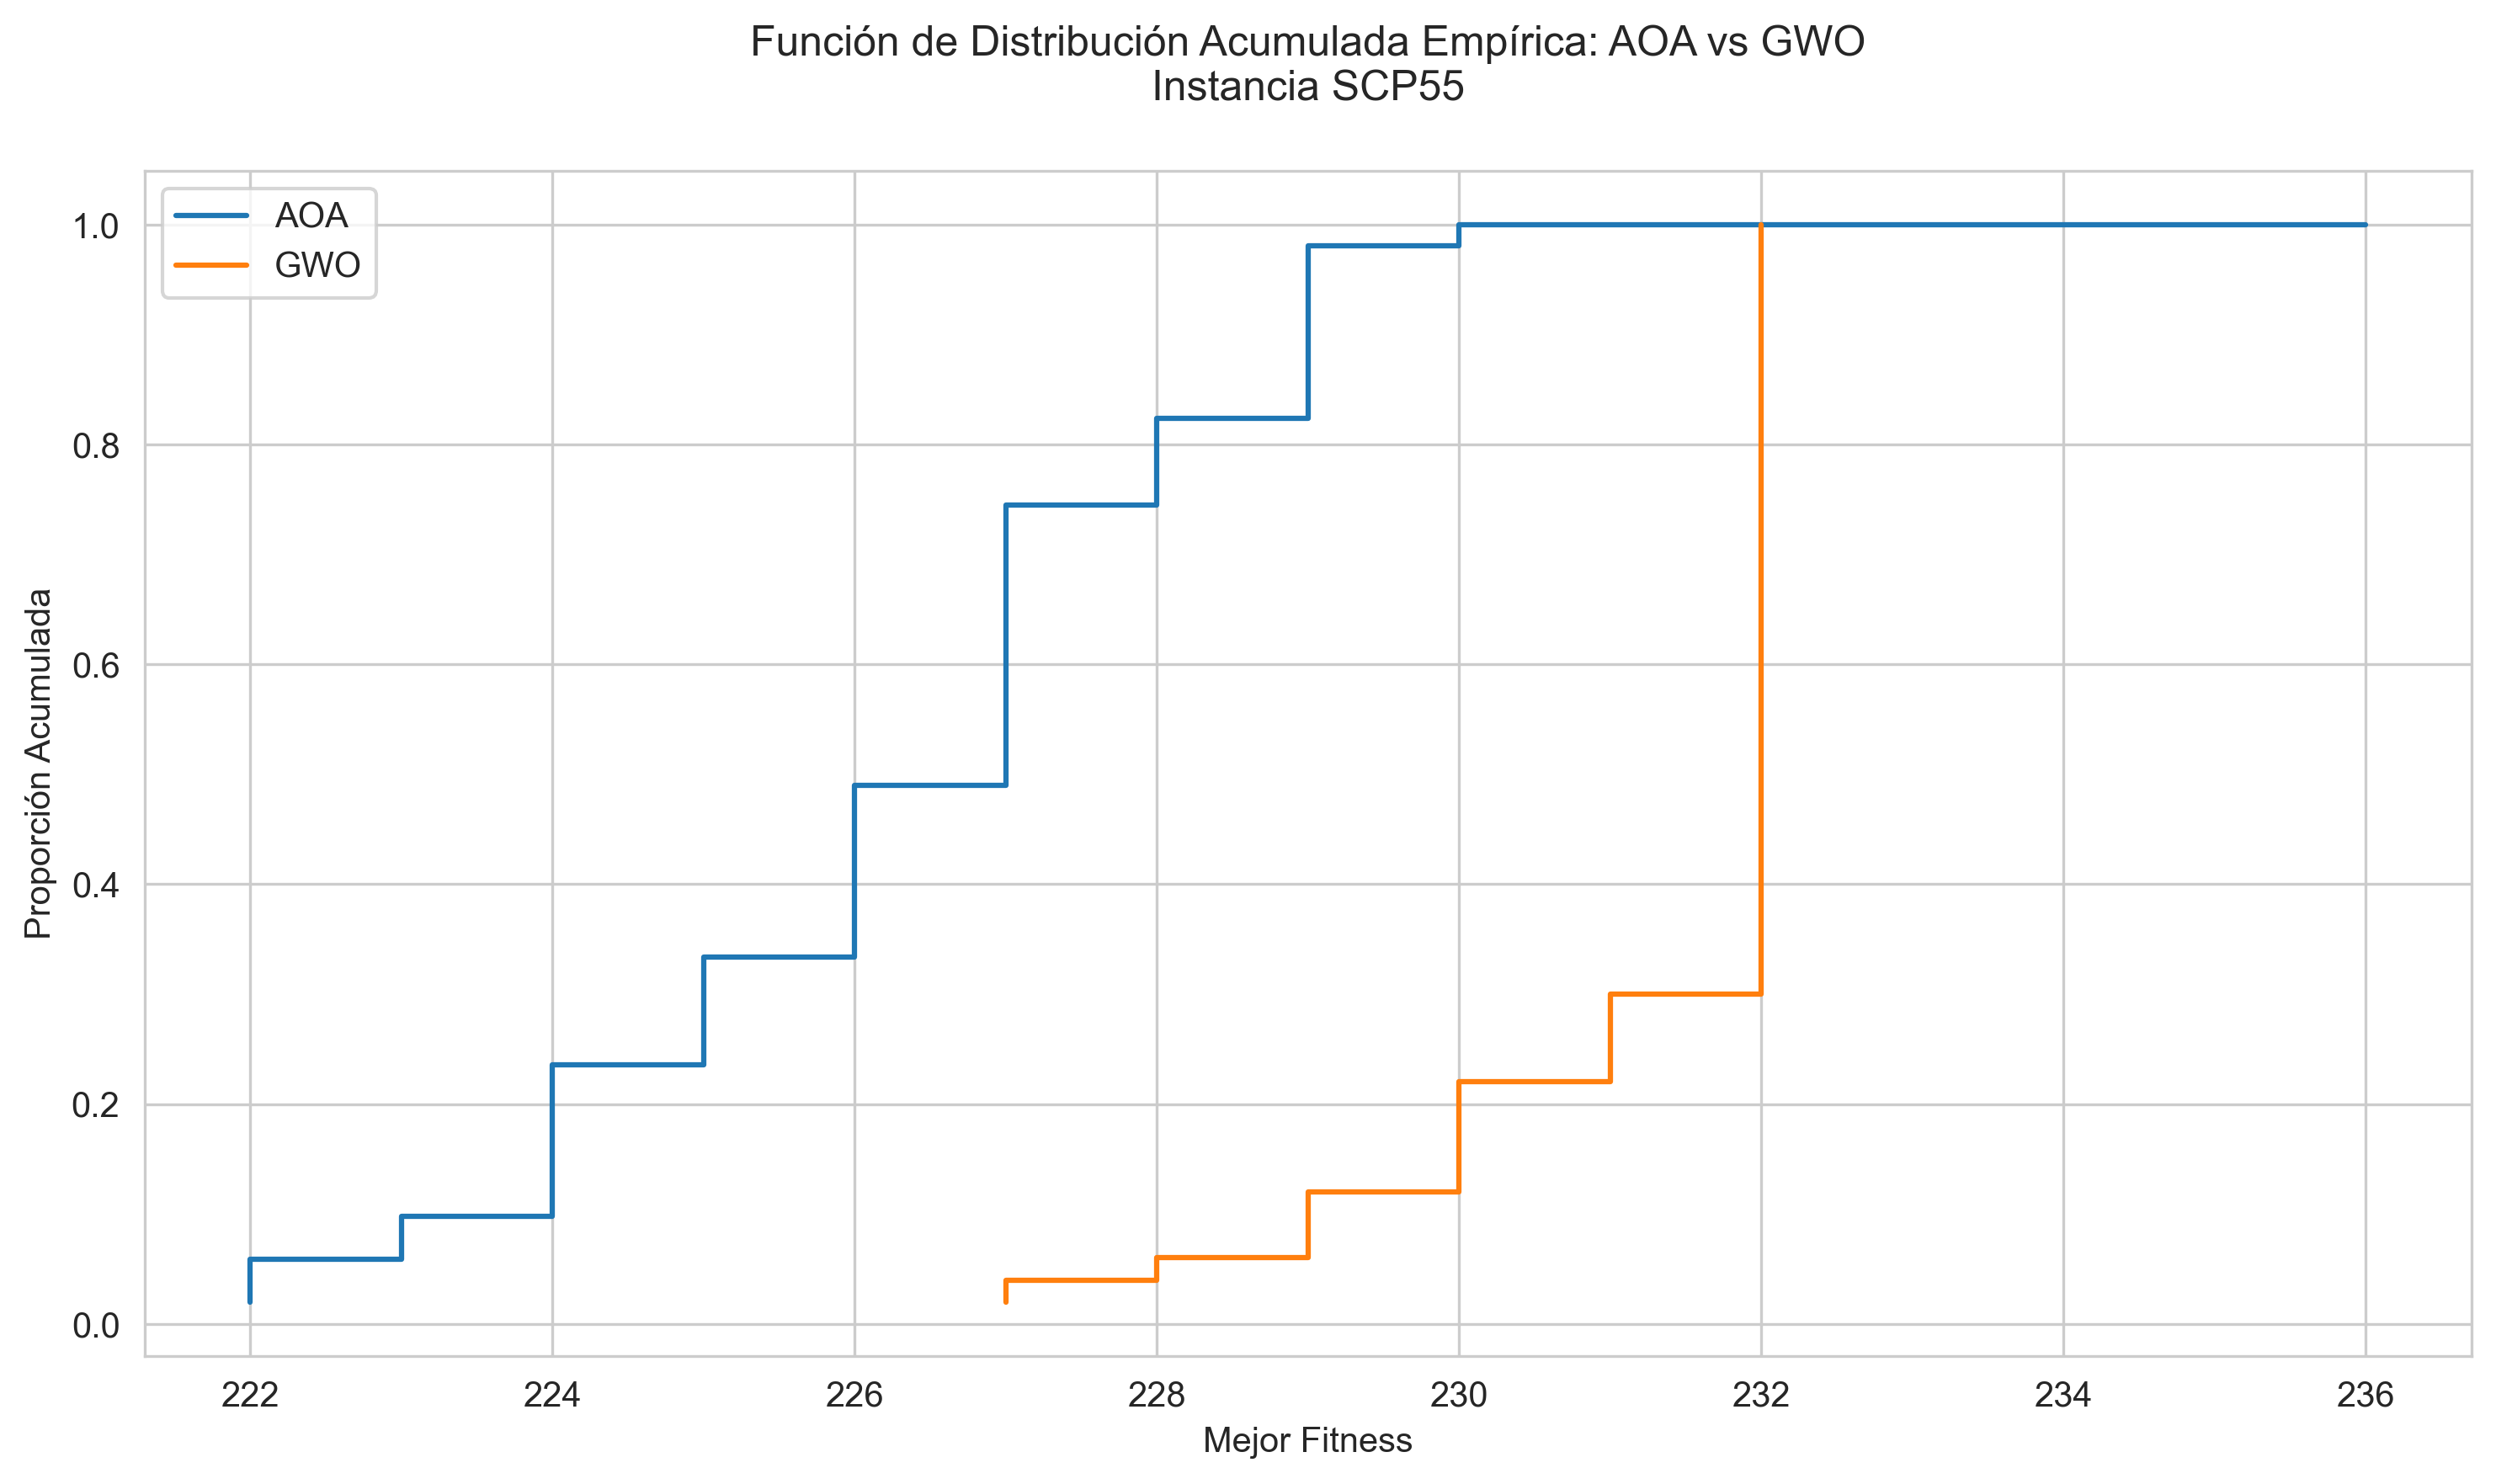 Función de Distribución Acumulada Empírica: AOA vs GWO
Instancia SCP55
AOA
GWO
1.0
0.8
0.6
0.4
0.2
0.0
Proporción Acumulada
222 224 226 228 230 232 234 236
Mejor Fitness